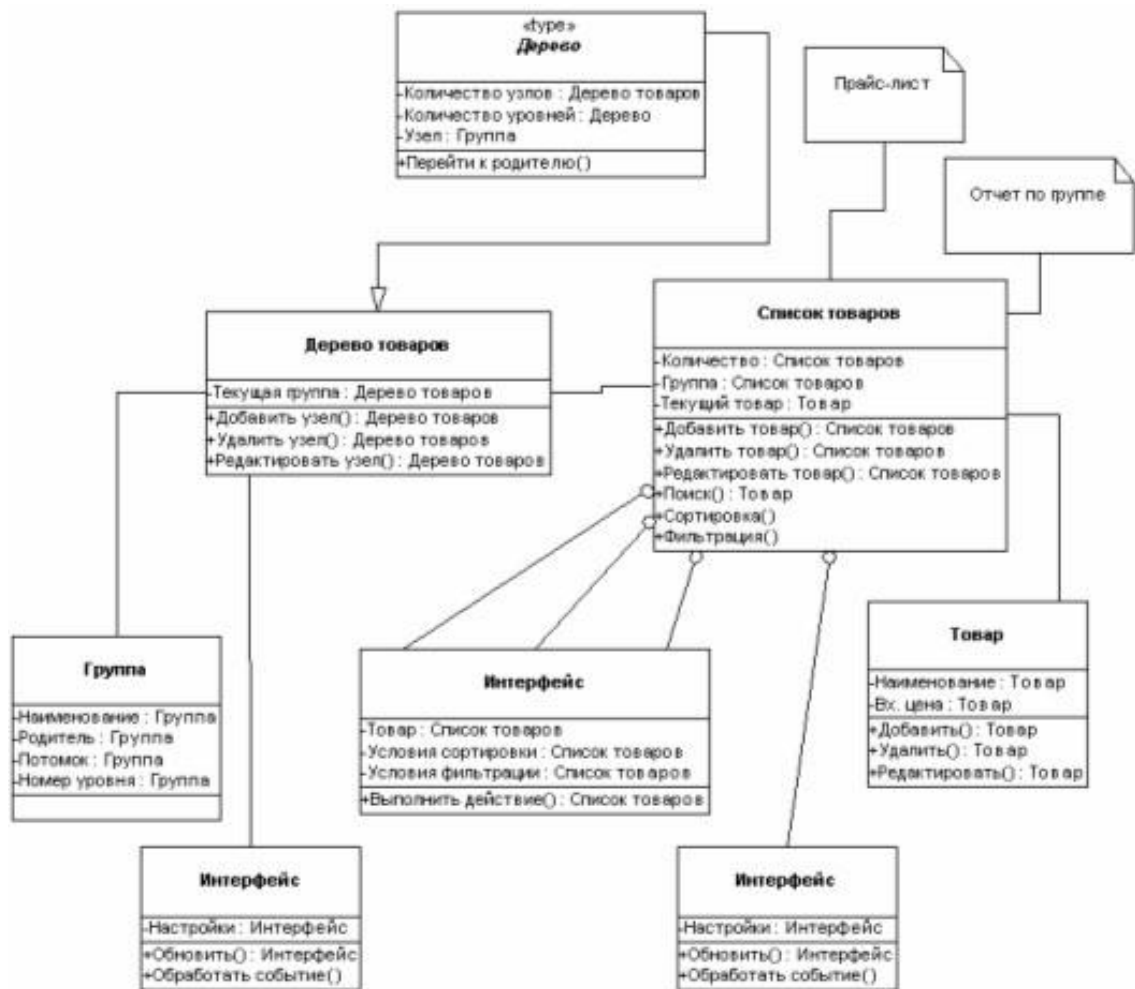 «type»
Дерево
-Количество узлов : Дерево товаров
-Количество уровней : Дерево
-Узел : Группа
+Перейти к родителю()
Прайс-лист
Отчет по группе
Дерево товаров
-Текущая группа : Дерево товаров
+Добавить узел() : Дерево товаров
+Удалить узел() : Дерево товаров
+Редактировать узел() : Дерево товаров
Список товаров
-Количество : Список товаров
-Группа : Список товаров
-Текущий товар : Товар
+Добавить товар() : Список товаров
+Удалить товар() : Список товаров
+Редактировать товар() : Список товаров
+Поиск() : Товар
+Сортировка()
+Фильтрация()
Группа
-Наименование : Группа
-Родитель : Группа
-Потомок : Группа
-Номер уровня : Группа
Интерфейс
-Товар : Список товаров
-Условия сортировки : Список товаров
-Условия фильтрации : Список товаров
+Выполнить действие() : Список товаров
Товар
-Наименование : Товар
-Вх. цена : Товар
+Добавить() : Товар
+Удалить() : Товар
+Редактировать() : Товар
Интерфейс
-Настройки : Интерфейс
+Обновить() : Интерфейс
+Обработать событие()
Интерфейс
-Настройки : Интерфейс
+Обновить() : Интерфейс
+Обработать событие()